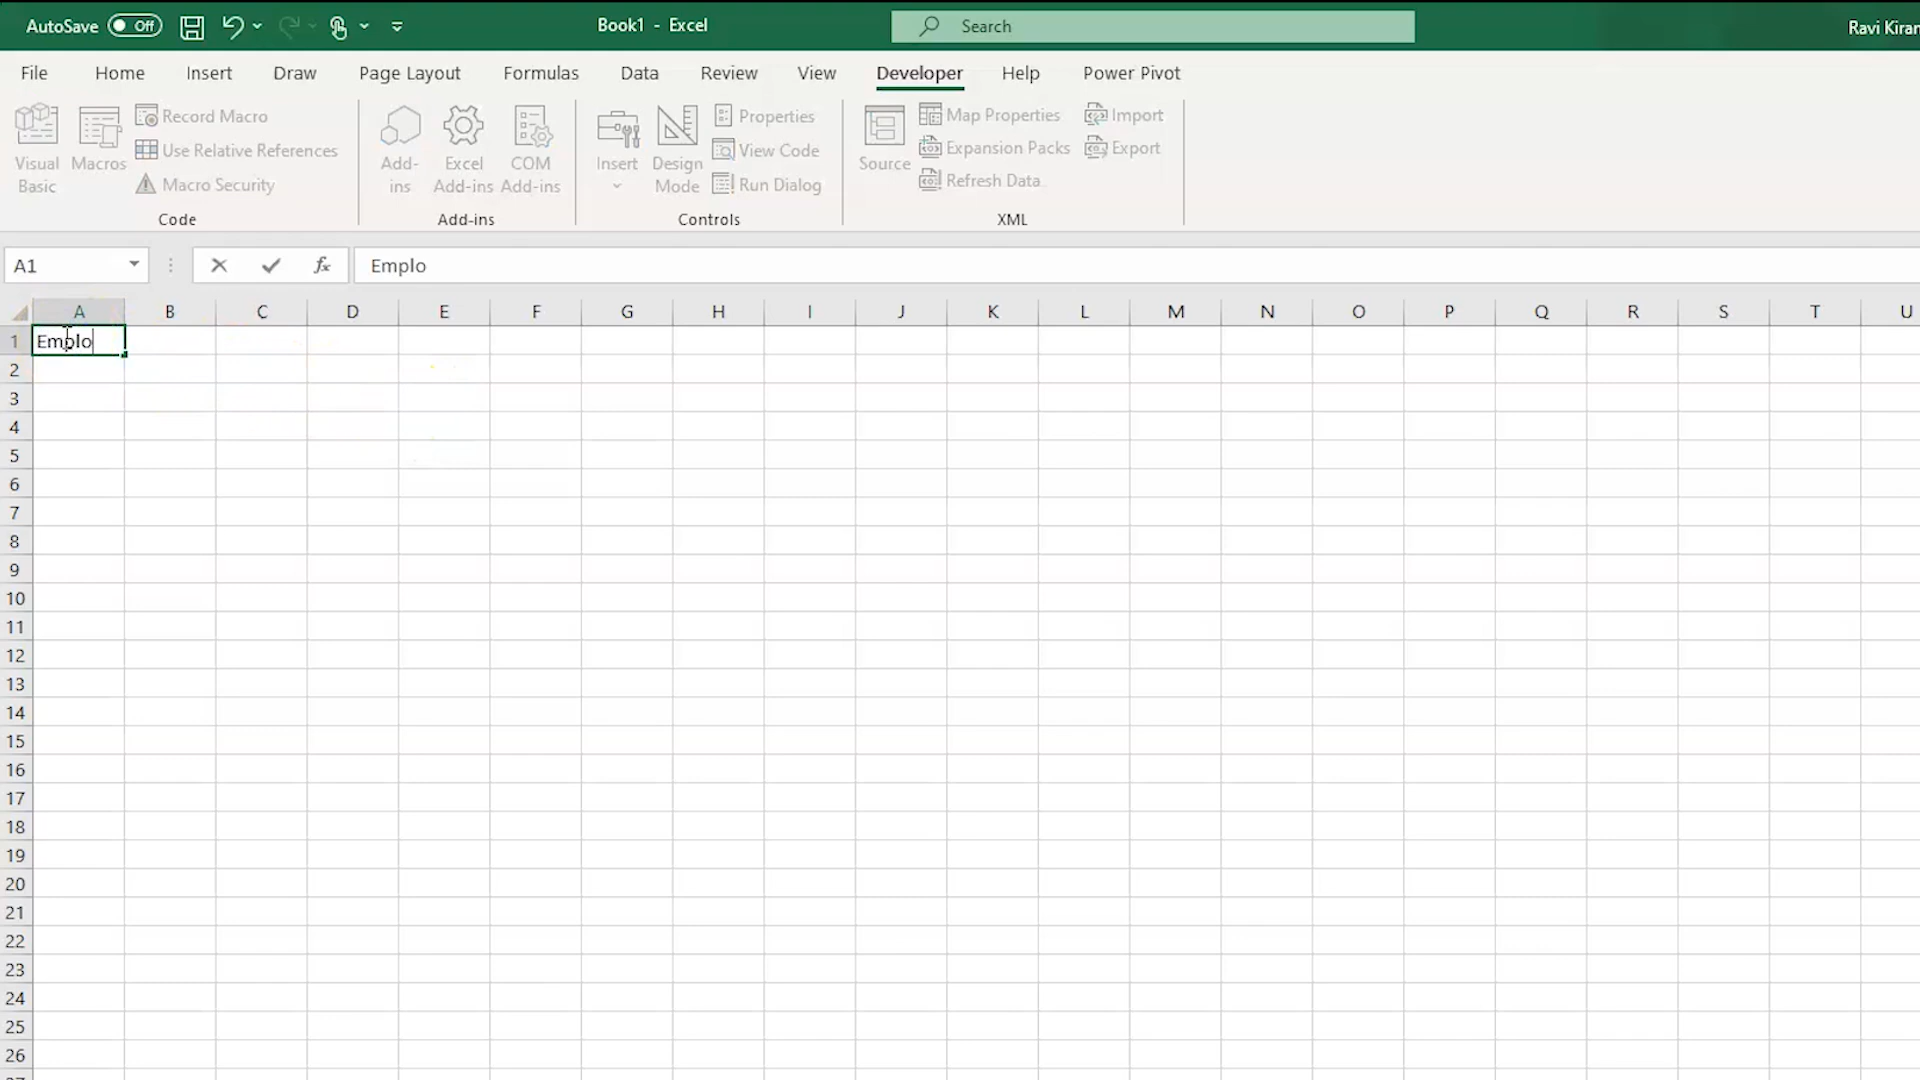 AutoSave Off Book1 - Excel Search Ravi Kiran
File Home Insert Draw Page Layout Formulas Data Review View Developer Help Power Pivot
Visual Basic
Macros
Record Macro
Use Relative References
Macro Security
Code
Add-ins
Excel Add-ins
COM Add-ins
Add-ins
Insert
Design Mode
Properties
View Code
Run Dialog
Controls
Source
Map Properties
Expansion Packs
Refresh Data
Import
Export
XML
A1 fx Emplo
A B C D E F G H I J K L M N O P Q R S T U
1 Emplo
2
3
4
5
6
7
8
9
10
11
12
13
14
15
16
17
18
19
20
21
22
23
24
25
26